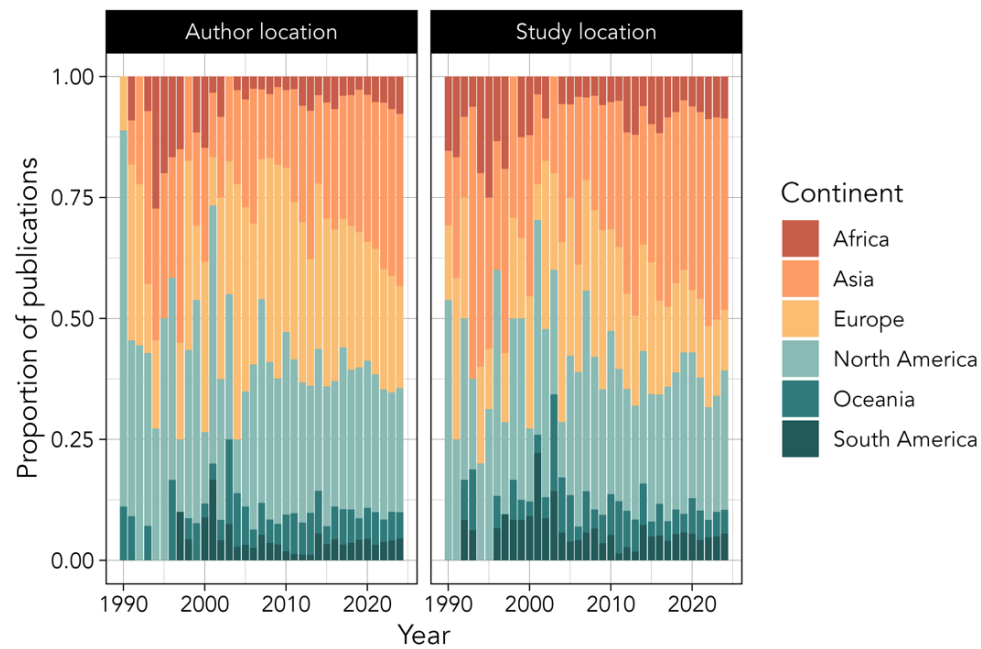 Author location
Study location
Proportion of publications
1.00
0.75
0.50
0.25
0.00
1990 2000 2010 2020
1990 2000 2010 2020
Year
Continent
Africa
Asia
Europe
North America
Oceania
South America